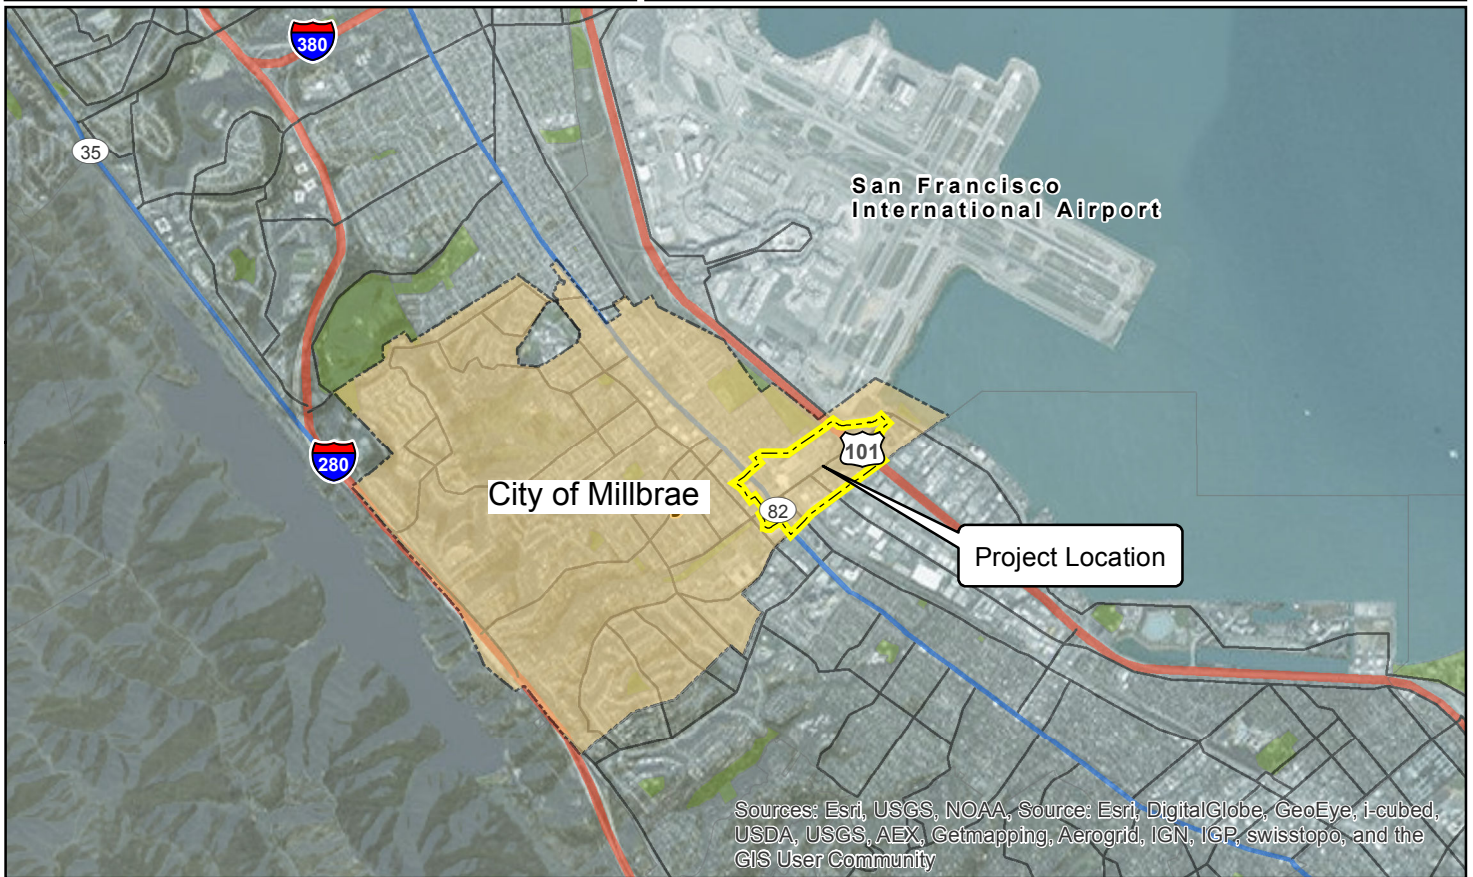 380
35
San Francisco
International Airport
280
City of Millbrae
101
82
Project Location
Sources: Esri, USGS, NOAA, Source: Esri, DigitalGlobe, GeoEye, i-cubed,
USDA, USGS, AEX, Getmapping, Aerogrid, IGN, IGP, swisstopo, and the
GIS User Community